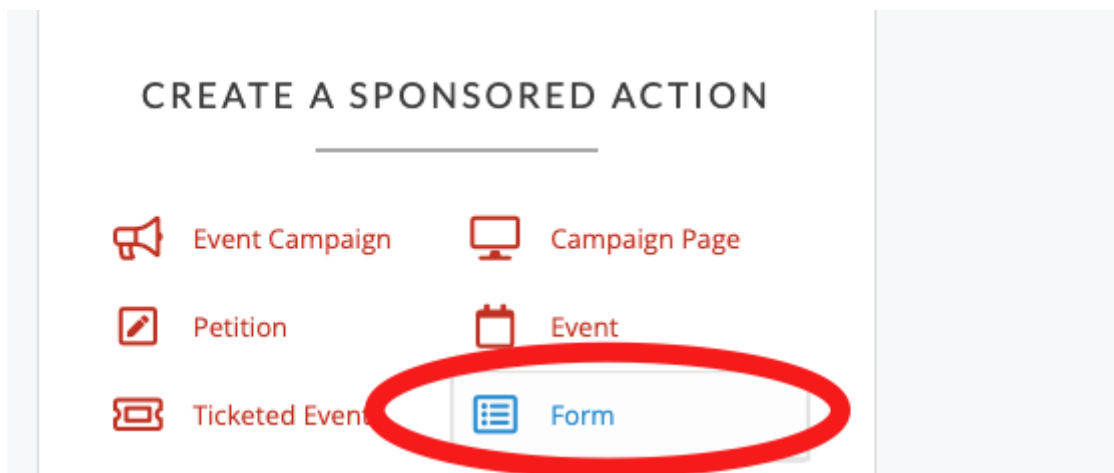 CREATE A SPONSORED ACTION
Event Campaign
Campaign Page
Petition
Event
Ticketed Event
Form